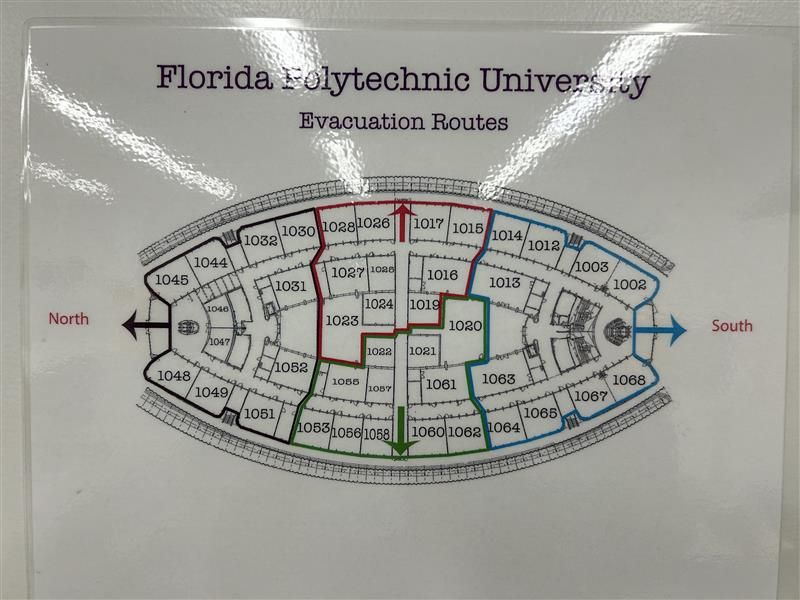 Florida Polytechnic University
Evacuation Routes
1028 1026 1017 1015
1032 1030 1014 1012
1045 1044 1003 1002
1031 1027 1025 1016 1013
1046 1024 1019
North 1023 1020 South
1047 1022 1021
1052 1055 1057 1061 1063
1048 1049 1067 1068
1051 1053 1056 1058 1060 1062 1064 1065